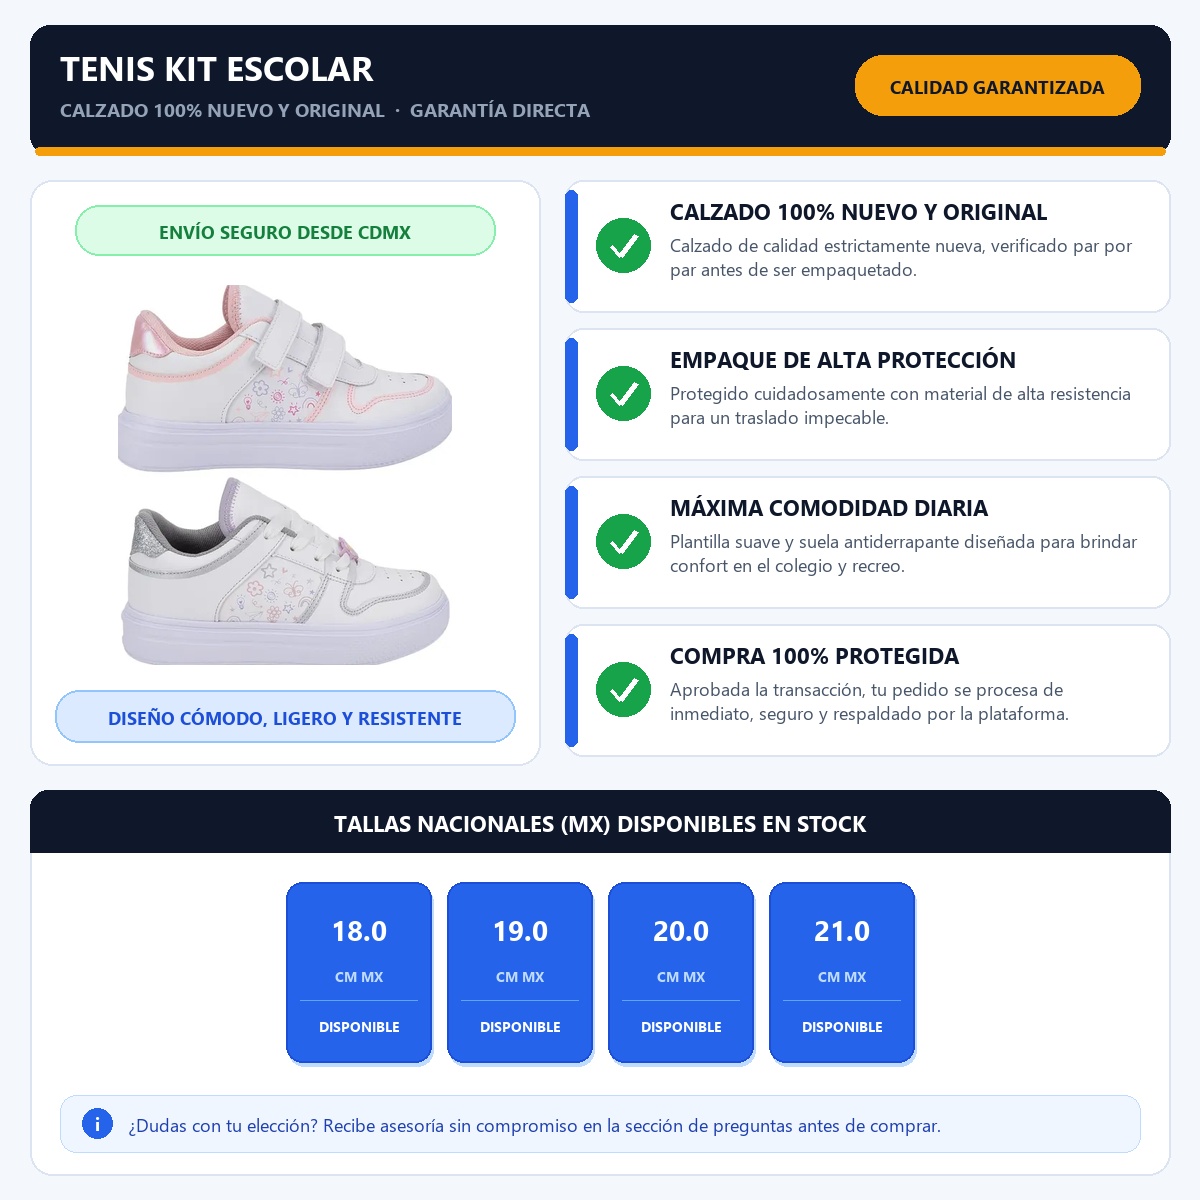 TENIS KIT ESCOLAR
CALZADO 100% NUEVO Y ORIGINAL · GARANTÍA DIRECTA
CALIDAD GARANTIZADA
ENVÍO SEGURO DESDE CDMX
DISEÑO CÓMODO, LIGERO Y RESISTENTE
CALZADO 100% NUEVO Y ORIGINAL
Calzado de calidad estrictamente nueva, verificado par por
par antes de ser empaquetado.
EMPAQUE DE ALTA PROTECCIÓN
Protegido cuidadosamente con material de alta resistencia
para un traslado impecable.
MÁXIMA COMODIDAD DIARIA
Plantilla suave y suela antiderrapante diseñada para brindar
confort en el colegio y recreo.
COMPRA 100% PROTEGIDA
Aprobada la transacción, tu pedido se procesa de
inmediato, seguro y respaldado por la plataforma.
TALLAS NACIONALES (MX) DISPONIBLES EN STOCK
18.0
CM MX
DISPONIBLE
19.0
CM MX
DISPONIBLE
20.0
CM MX
DISPONIBLE
21.0
CM MX
DISPONIBLE
¿Dudas con tu elección? Recibe asesoría sin compromiso en la sección de preguntas antes de comprar.